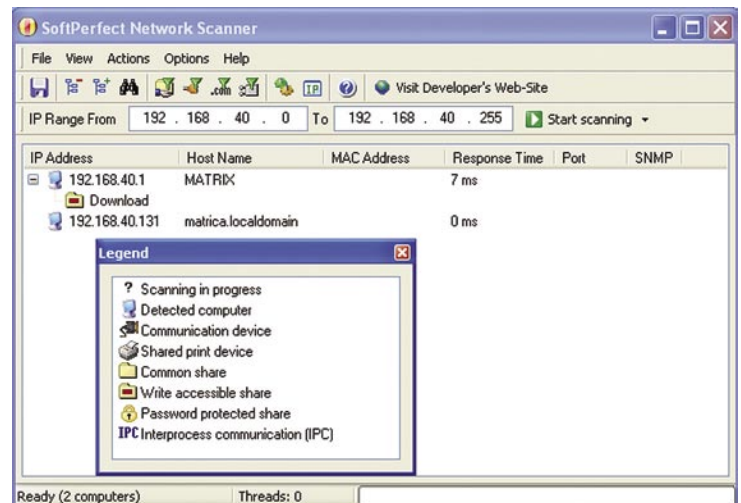 SoftPerfect Network Scanner
File View Actions Options Help
Visit Developer's Web-Site
IP Range From 192 . 168 . 40 . 0 To 192 . 168 . 40 . 255 Start scanning
IP Address Host Name MAC Address Response Time Port SNMP
192.168.40.1 MATRIX 7 ms
Download
192.168.40.131 matrica.localdomain 0 ms
Legend
? Scanning in progress
Detected computer
Communication device
Shared print device
Common share
Write accessible share
Password protected share
IPC Interprocess communication (IPC)
Ready (2 computers) Threads: 0